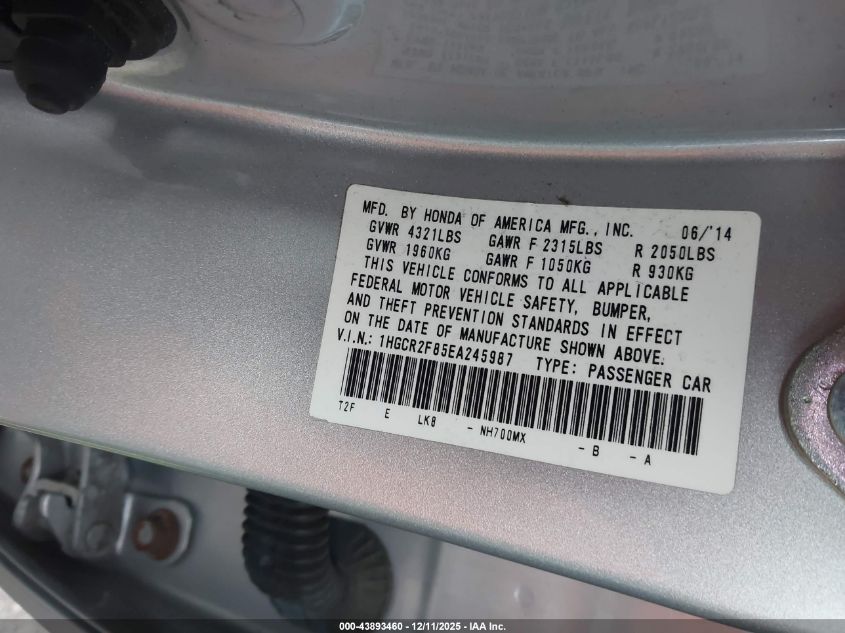 MFD. BY HONDA OF AMERICA MFG., INC. 06/'14
GVWR 4321LBS GAWR F 2315LBS R 2050LBS
GVWR 1960KG GAWR F 1050KG R 930KG
THIS VEHICLE CONFORMS TO ALL APPLICABLE
FEDERAL MOTOR VEHICLE SAFETY, BUMPER,
AND THEFT PREVENTION STANDARDS IN EFFECT
ON THE DATE OF MANUFACTURE SHOWN ABOVE.
V.I.N.: 1HGCR2F85EA245987 TYPE: PASSENGER CAR
T2F E LK8 - NH700MX - B - A
000-43893460 - 12/11/2025 - IAA Inc.